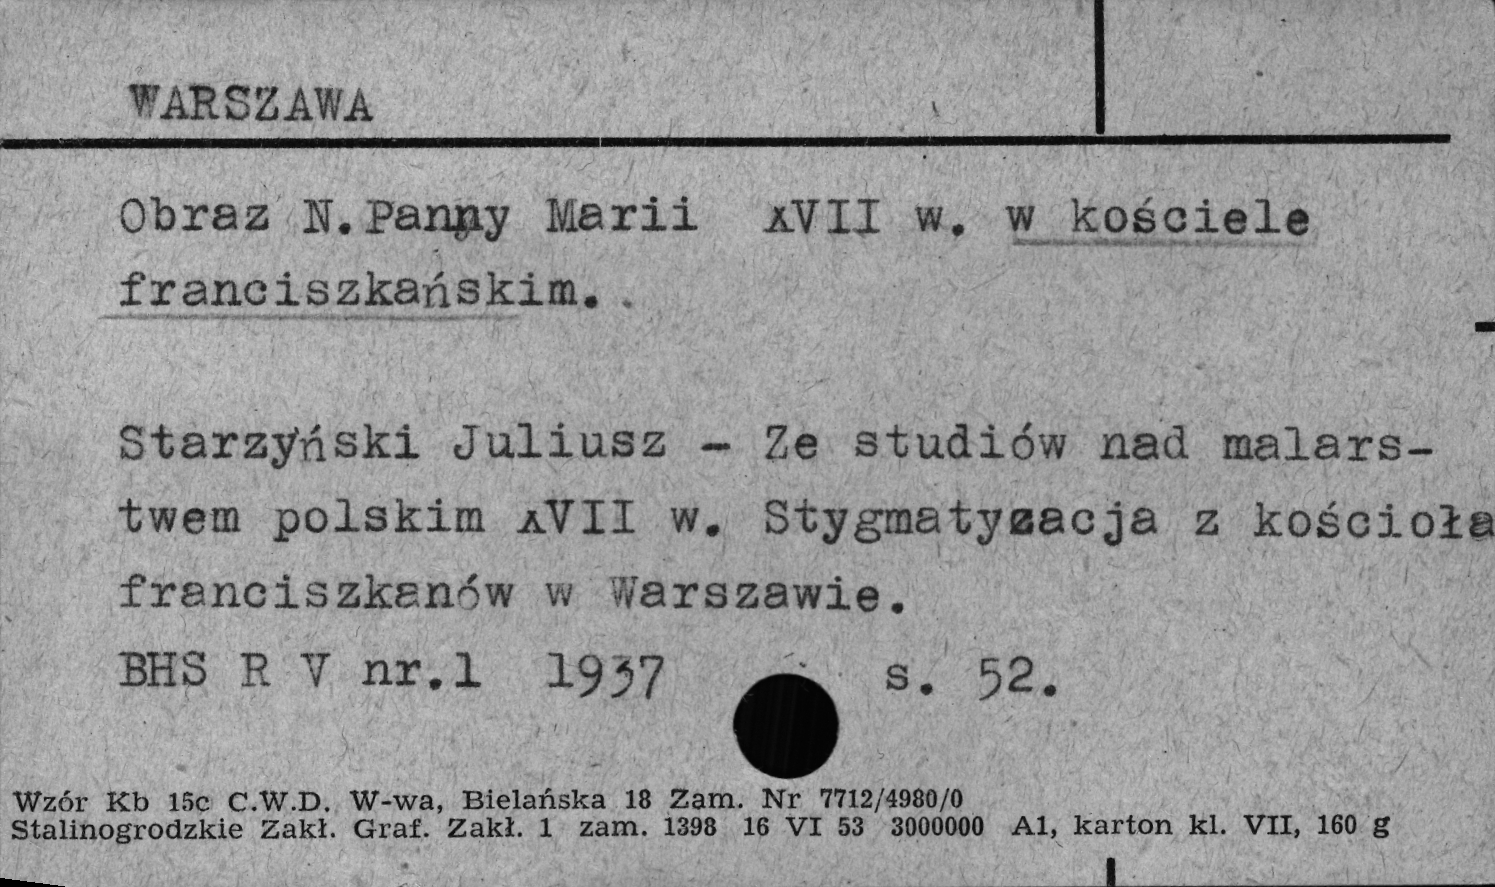 WARSZAWA
Obraz N.Panny Marii XVII w. w kościele
franciszkańskim. .
Starzyński Juliusz - Ze studiów nad malars-
twem polskim XVII w. Stygmatyzacja z kościoła
franciszkanów w Warszawie.
BHS R V nr.1 1937 s. 52.
Wzór Kb 15c C.W.D. W-wa, Bielańska 18 Zam. Nr 7712/4980/0
Stalinogrodzkie Zakł. Graf. Zakł. 1 zam. 1398 16 VI 53 3000000 A1, karton kl. VII, 160 g